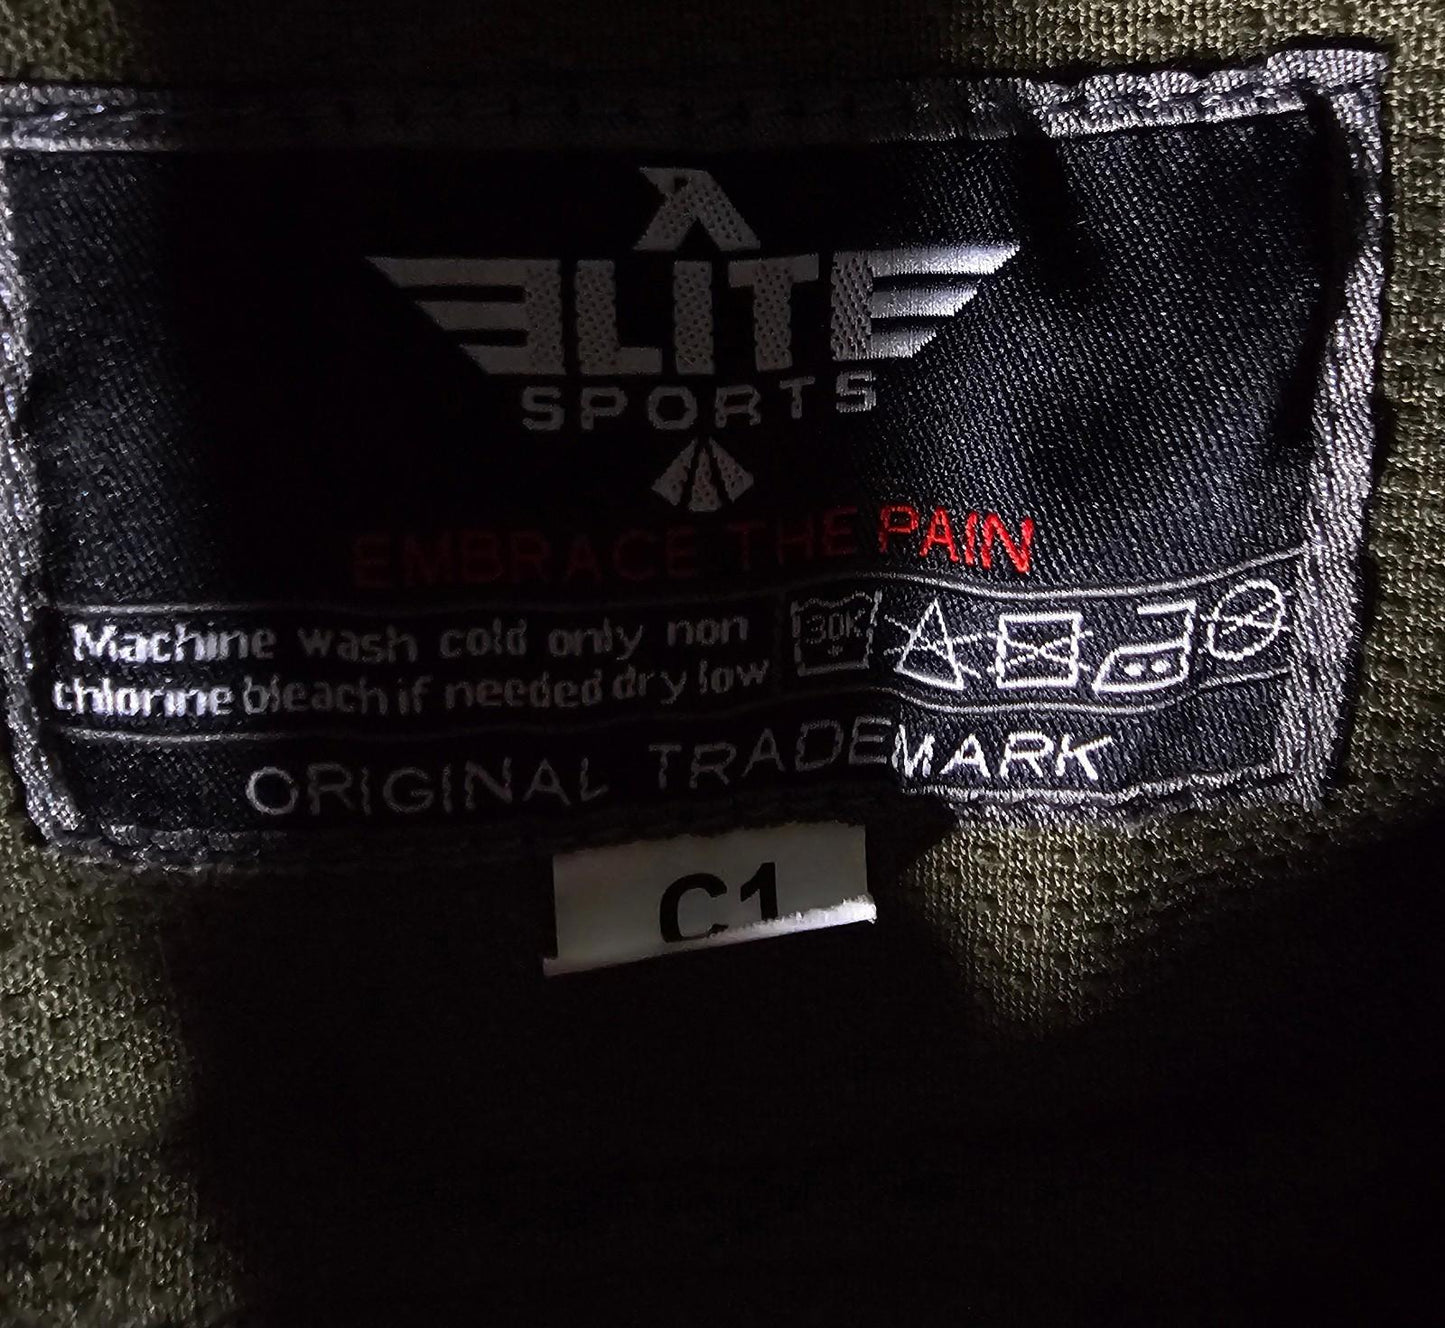 ELITE
SPORTS
EMBRACE THE PAIN
Machine wash cold only non
chlorine bleach if needed dry low
30K
ORIGINAL TRADEMARK
C1